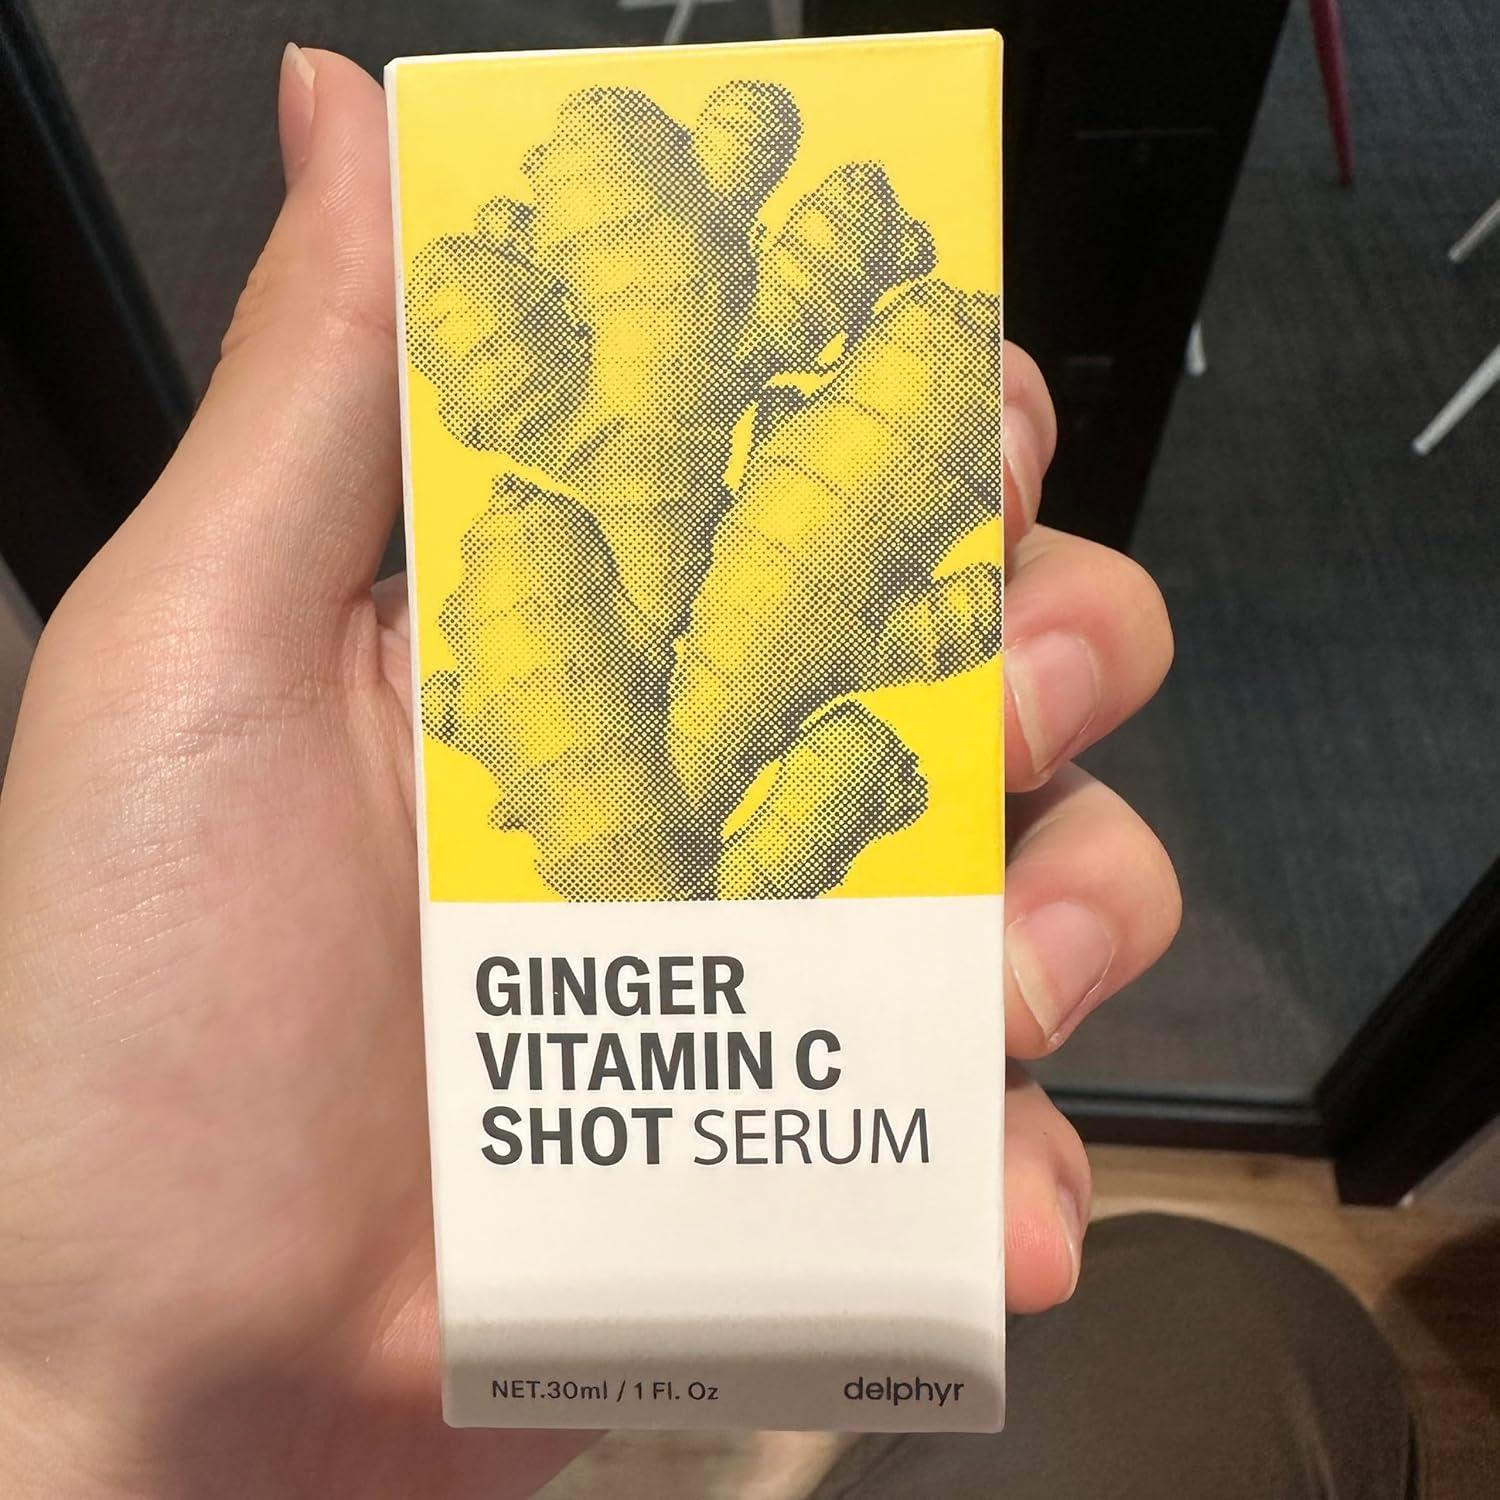 GINGER
VITAMIN C
SHOT SERUM
NET.30ml / 1 Fl. Oz
delphyr